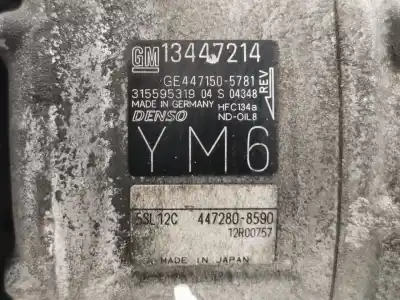 GM 13447214
GE447150-5781
315595319 04 S 04348
REV
MADE IN GERMANY HFC134a
DENSO ND-OIL8
YM6
5SL12C 447280-8590
12R00757
MADE IN JAPAN